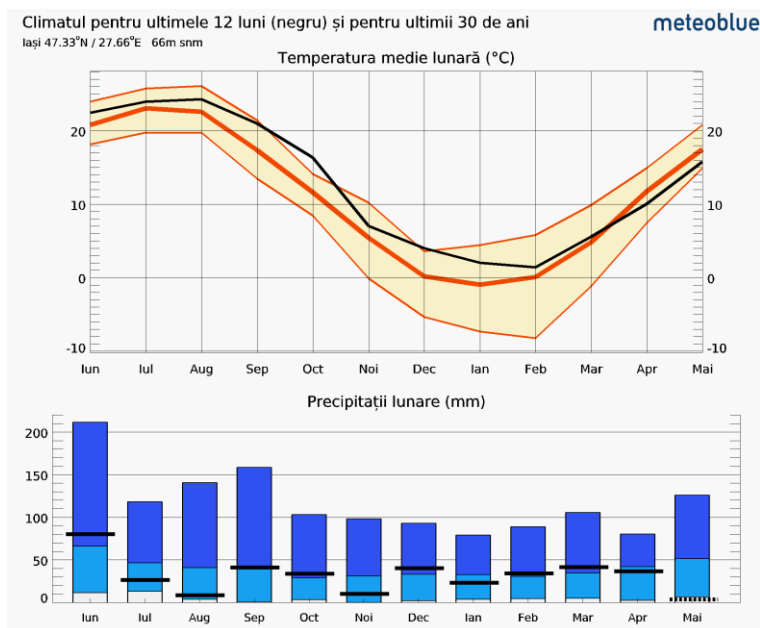 Climatul pentru ultimele 12 luni (negru) și pentru ultimii 30 de ani
meteoblue
Iași 47.33°N / 27.66°E 66m snm
Temperatura medie lunară (°C)
20 20
10 10
0 0
-10 -10
Iun Iul Aug Sep Oct Noi Dec Ian Feb Mar Apr Mai
Precipitații lunare (mm)
200
150
100
50
0
Iun Iul Aug Sep Oct Noi Dec Ian Feb Mar Apr Mai